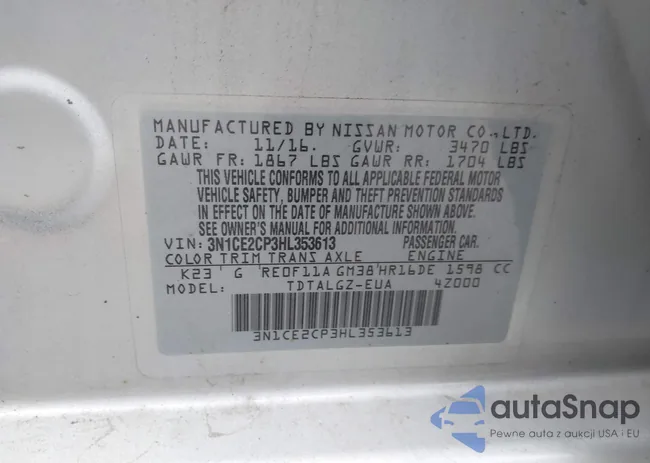 MANUFACTURED BY NISSAN MOTOR CO., LTD.
DATE: 11/16. GVWR: 3470 LBS
GAWR FR: 1867 LBS GAWR RR: 1704 LBS
THIS VEHICLE CONFORMS TO ALL APPLICABLE FEDERAL MOTOR
VEHICLE SAFETY, BUMPER AND THEFT PREVENTION STANDARDS
IN EFFECT ON THE DATE OF MANUFACTURE SHOWN ABOVE.
SEE OWNER'S MANUAL FOR ADDITIONAL INFORMATION.
VIN: 3N1CE2CP3HL353613 PASSENGER CAR.
COLOR TRIM TRANS AXLE ENGINE
K23 G RE0F11A GM38 HR16DE 1598 CC
MODEL: TDTALGZ-EUA 4Z000
3N1CE2CP3HL353613
autaSnap
Pewne auta z aukcji USA i EU